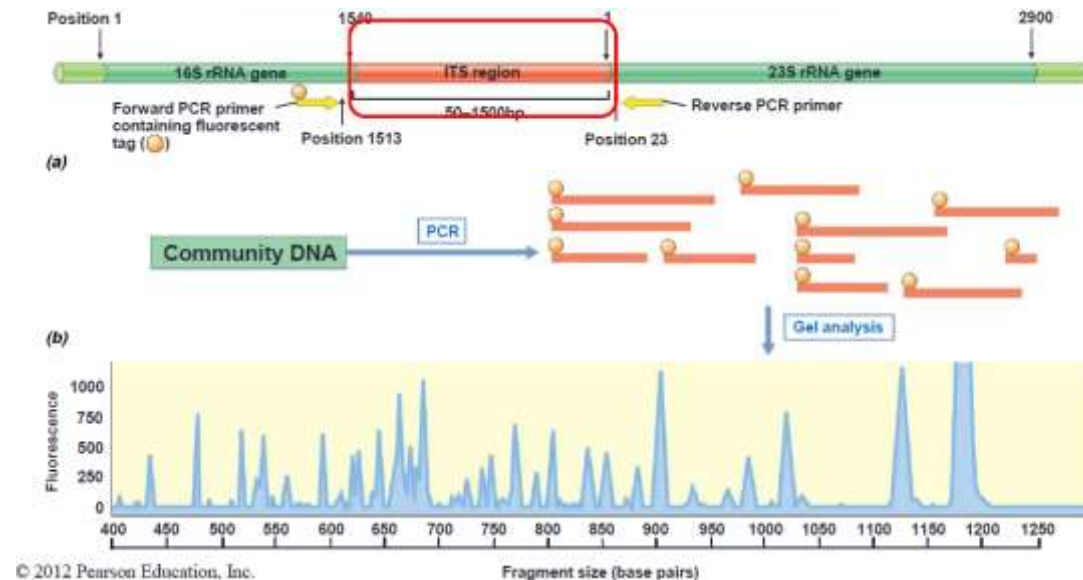 Position 1
1540
1
2900
16S rRNA gene
ITS region
23S rRNA gene
Forward PCR primer
containing fluorescent
tag ( )
50–1500bp
Reverse PCR primer
Position 1513
Position 23
(a)
PCR
Community DNA
(b)
Gel analysis
Fluorescence
1000
750
500
250
0
400 450 500 550 600 650 700 750 800 850 900 950 1000 1050 1100 1150 1200 1250
© 2012 Pearson Education, Inc.
Fragment size (base pairs)